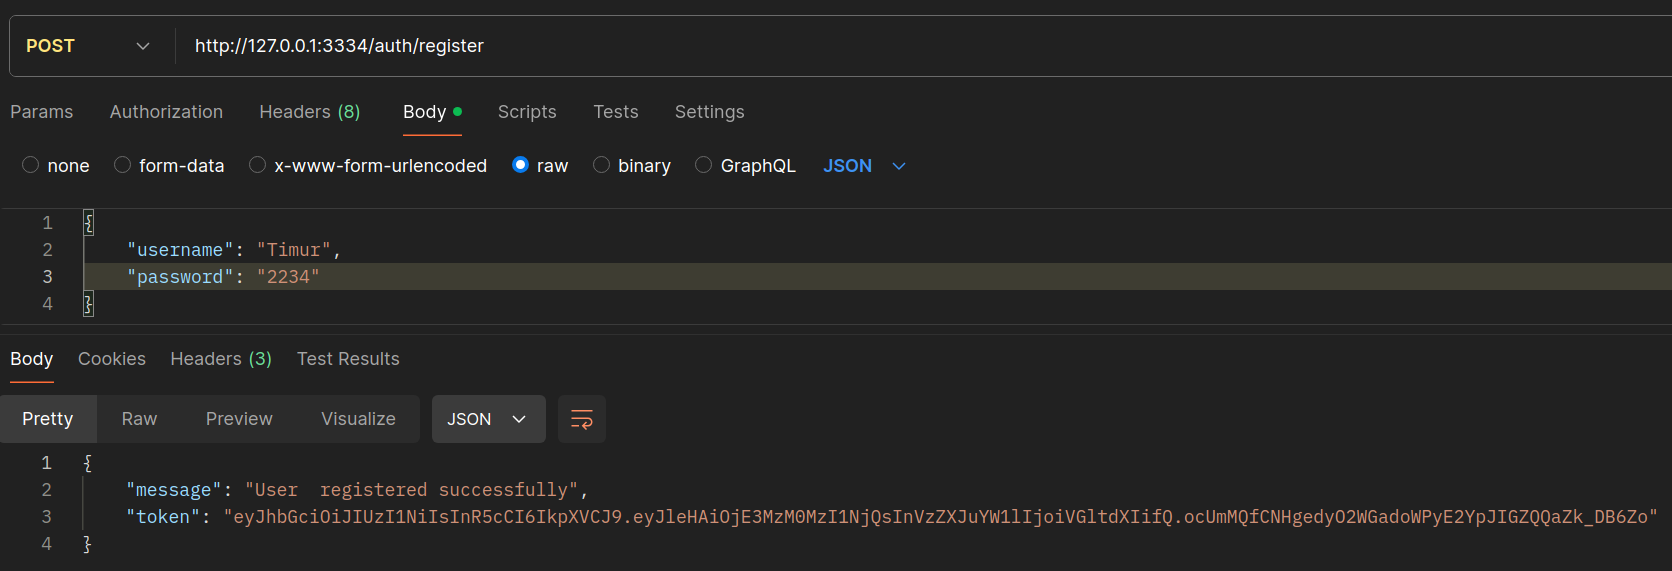 POST http://127.0.0.1:3334/auth/register
Params Authorization Headers (8) Body Scripts Tests Settings
none form-data x-www-form-urlencoded raw binary GraphQL JSON
1 {
2 "username": "Timur",
3 "password": "2234"
4 }
Body Cookies Headers (3) Test Results
Pretty Raw Preview Visualize JSON
1 {
2 "message": "User  registered successfully",
3 "token": "eyJhbGciOiJIUzI1NiIsInR5cCI6IkpXVCJ9.eyJleHAiOjE3MzM0MzI1NjQsInVzZXJuYW1lIjoiVGltdXIifQ.ocUmMQfCNHgedyO2WGadoWPyE2YpJIGZQQaZk_DB6Zo"
4 }